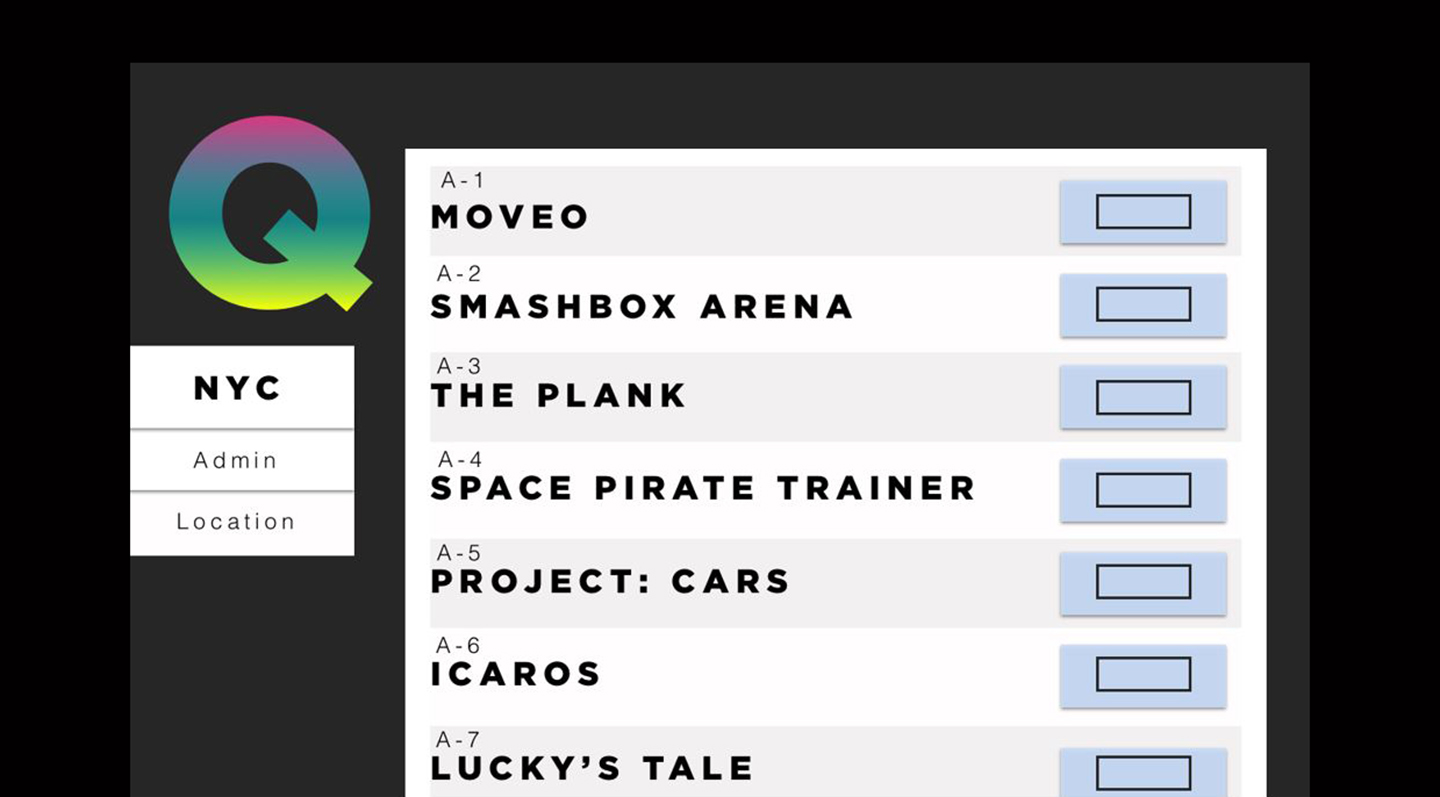 Q
NYC
Admin
Location
A-1
MOVEO
A-2
SMASHBOX ARENA
A-3
THE PLANK
A-4
SPACE PIRATE TRAINER
A-5
PROJECT: CARS
A-6
ICAROS
A-7
LUCKY’S TALE